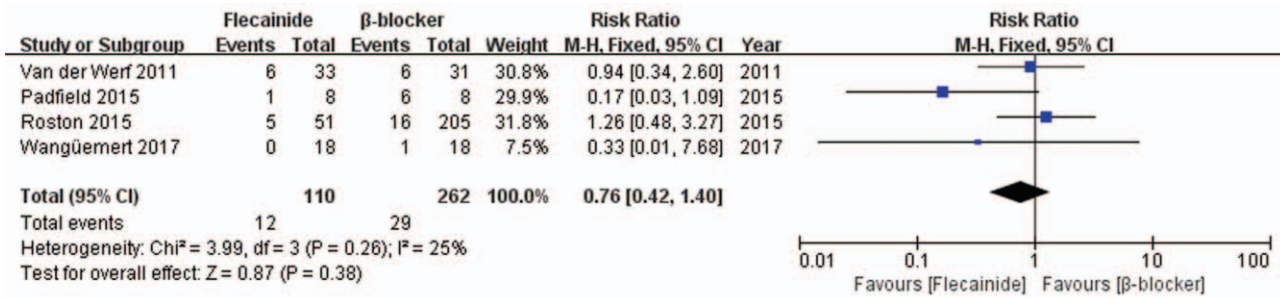 Flecainide β-blocker Risk Ratio Risk Ratio
Study or Subgroup Events Total Events Total Weight M-H, Fixed, 95% CI Year M-H, Fixed, 95% CI
Van der Werf 2011 6 33 6 31 30.8% 0.94 [0.34, 2.60] 2011
Padfield 2015 1 8 6 8 29.9% 0.17 [0.03, 1.09] 2015
Roston 2015 5 51 16 205 31.8% 1.26 [0.48, 3.27] 2015
Wangüemert 2017 0 18 1 18 7.5% 0.33 [0.01, 7.68] 2017
Total (95% CI) 110 262 100.0% 0.76 [0.42, 1.40]
Total events 12 29
Heterogeneity: Chi² = 3.99, df = 3 (P = 0.26); I² = 25%
Test for overall effect: Z = 0.87 (P = 0.38)
0.01 0.1 1 10 100
Favours [Flecainide] Favours [β-blocker]